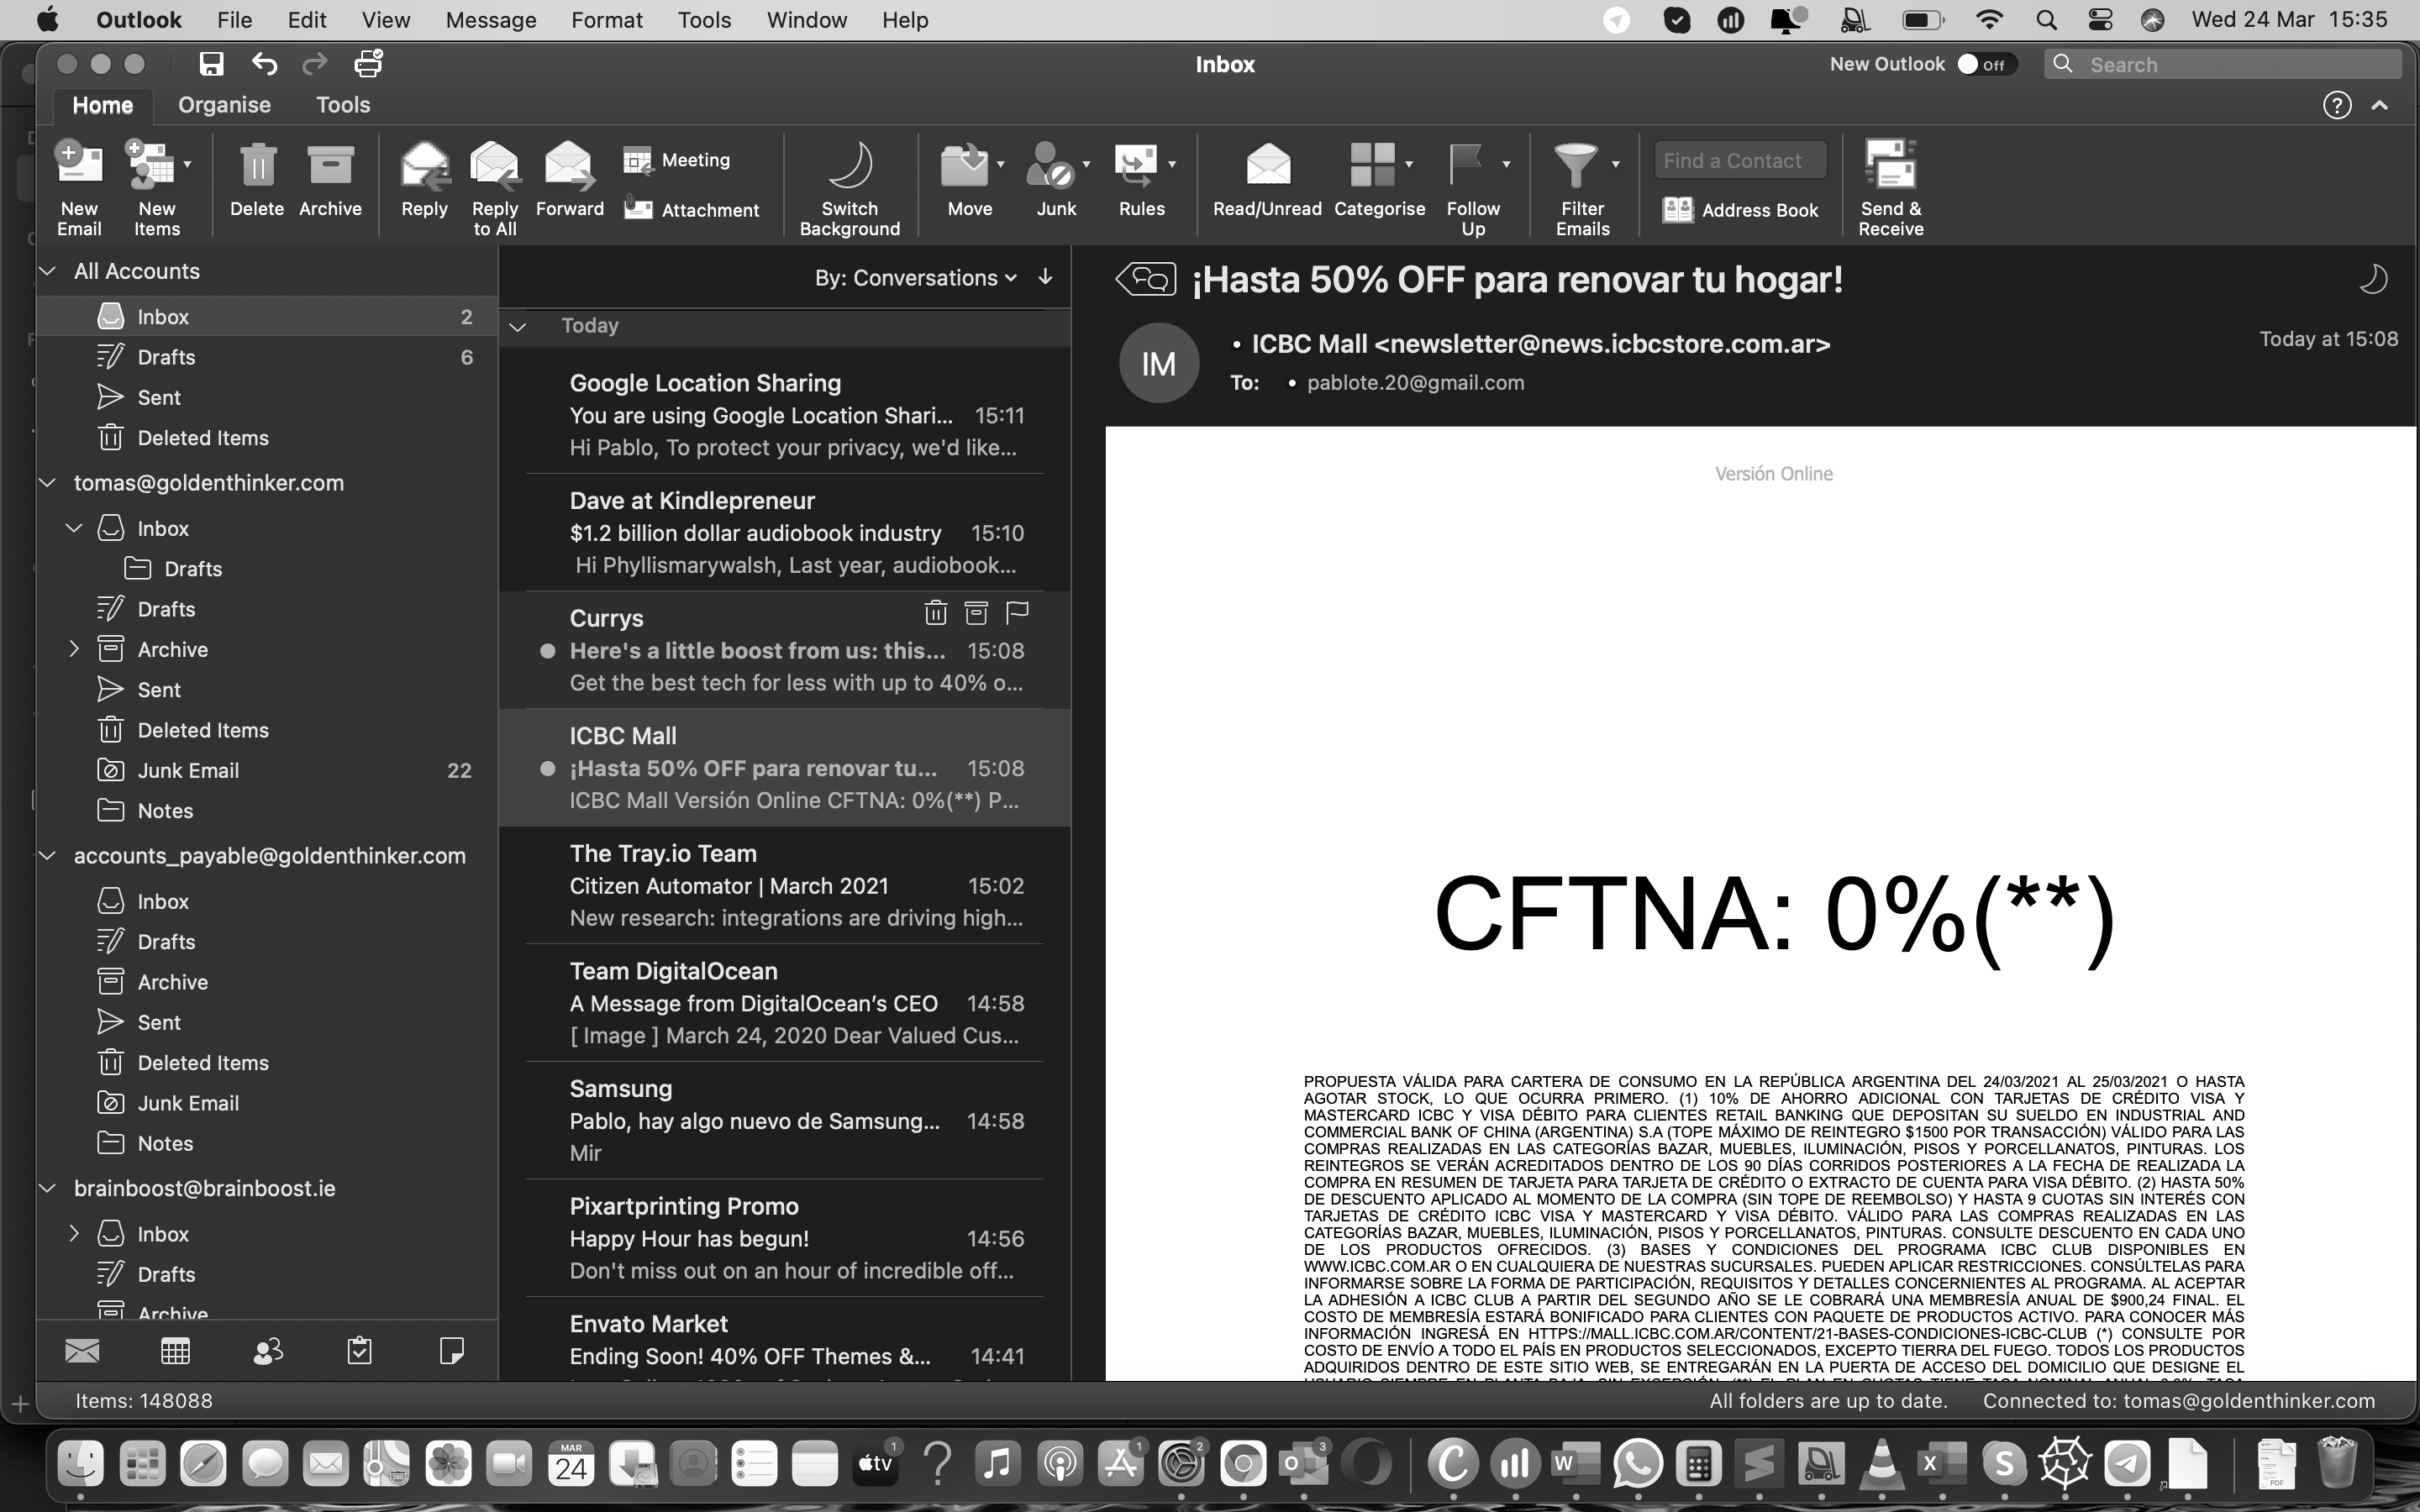 Outlook File Edit View Message Format Tools Window Help Wed 24 Mar 15:35
Inbox New Outlook Off Search
Home Organise Tools
New Email
New Items
Delete
Archive
Reply
Reply to All
Forward
Meeting
Attachment
Switch Background
Move
Junk
Rules
Read/Unread
Categorise
Follow Up
Filter Emails
Find a Contact
Address Book
Send & Receive
All Accounts
Inbox 2
Drafts 6
Sent
Deleted Items
tomas@goldenthinker.com
Inbox
Drafts
Drafts
Archive
Sent
Deleted Items
Junk Email 22
Notes
accounts_payable@goldenthinker.com
Inbox
Drafts
Archive
Sent
Deleted Items
Junk Email
Notes
brainboost@brainboost.ie
Inbox
Drafts
Archive
By: Conversations
Today
Google Location Sharing
You are using Google Location Shari... 15:11
Hi Pablo, To protect your privacy, we'd like...
Dave at Kindlepreneur
$1.2 billion dollar audiobook industry 15:10
Hi Phyllismarywalsh, Last year, audiobook...
Currys
Here's a little boost from us: this... 15:08
Get the best tech for less with up to 40% o...
ICBC Mall
¡Hasta 50% OFF para renovar tu... 15:08
ICBC Mall Versión Online CFTNA: 0%(**) P...
The Tray.io Team
Citizen Automator | March 2021 15:02
New research: integrations are driving high...
Team DigitalOcean
A Message from DigitalOcean’s CEO 14:58
[ Image ] March 24, 2020 Dear Valued Cus...
Samsung
Pablo, hay algo nuevo de Samsung... 14:58
Mir
Pixartprinting Promo
Happy Hour has begun! 14:56
Don't miss out on an hour of incredible off...
Envato Market
Ending Soon! 40% OFF Themes &... 14:41
¡Hasta 50% OFF para renovar tu hogar!
IM
• ICBC Mall <newsletter@news.icbcstore.com.ar>
Today at 15:08
To: • pablote.20@gmail.com
Versión Online
CFTNA: 0%(**)
PROPUESTA VÁLIDA PARA CARTERA DE CONSUMO EN LA REPÚBLICA ARGENTINA DEL 24/03/2021 AL 25/03/2021 O HASTA
AGOTAR STOCK, LO QUE OCURRA PRIMERO. (1) 10% DE AHORRO ADICIONAL CON TARJETAS DE CRÉDITO VISA Y
MASTERCARD ICBC Y VISA DÉBITO PARA CLIENTES RETAIL BANKING QUE DEPOSITAN SU SUELDO EN INDUSTRIAL AND
COMMERCIAL BANK OF CHINA (ARGENTINA) S.A (TOPE MÁXIMO DE REINTEGRO $1500 POR TRANSACCIÓN) VÁLIDO PARA LAS
COMPRAS REALIZADAS EN LAS CATEGORÍAS BAZAR, MUEBLES, ILUMINACIÓN, PISOS Y PORCELLANATOS, PINTURAS. LOS
REINTEGROS SE VERÁN ACREDITADOS DENTRO DE LOS 90 DÍAS CORRIDOS POSTERIORES A LA FECHA DE REALIZADA LA
COMPRA EN RESUMEN DE TARJETA PARA TARJETA DE CRÉDITO O EXTRACTO DE CUENTA PARA VISA DÉBITO. (2) HASTA 50%
DE DESCUENTO APLICADO AL MOMENTO DE LA COMPRA (SIN TOPE DE REEMBOLSO) Y HASTA 9 CUOTAS SIN INTERÉS CON
TARJETAS DE CRÉDITO ICBC VISA Y MASTERCARD Y VISA DÉBITO. VÁLIDO PARA LAS COMPRAS REALIZADAS EN LAS
CATEGORÍAS BAZAR, MUEBLES, ILUMINACIÓN, PISOS Y PORCELLANATOS, PINTURAS. CONSULTE DESCUENTO EN CADA UNO
DE LOS PRODUCTOS OFRECIDOS. (3) BASES Y CONDICIONES DEL PROGRAMA ICBC CLUB DISPONIBLES EN
WWW.ICBC.COM.AR O EN CUALQUIERA DE NUESTRAS SUCURSALES. PUEDEN APLICAR RESTRICCIONES. CONSÚLTELAS PARA
INFORMARSE SOBRE LA FORMA DE PARTICIPACIÓN, REQUISITOS Y DETALLES CONCERNIENTES AL PROGRAMA. AL ACEPTAR
LA ADHESIÓN A ICBC CLUB A PARTIR DEL SEGUNDO AÑO SE LE COBRARÁ UNA MEMBRESÍA ANUAL DE $900,24 FINAL. EL
COSTO DE MEMBRESÍA ESTARÁ BONIFICADO PARA CLIENTES CON PAQUETE DE PRODUCTOS ACTIVO. PARA CONOCER MÁS
INFORMACIÓN INGRESÁ EN HTTPS://MALL.ICBC.COM.AR/CONTENT/21-BASES-CONDICIONES-ICBC-CLUB (*) CONSULTE POR
COSTO DE ENVÍO A TODO EL PAÍS EN PRODUCTOS SELECCIONADOS, EXCEPTO TIERRA DEL FUEGO. TODOS LOS PRODUCTOS
ADQUIRIDOS DENTRO DE ESTE SITIO WEB, SE ENTREGARÁN EN LA PUERTA DE ACCESO DEL DOMICILIO QUE DESIGNE EL
Items: 148088 All folders are up to date. Connected to: tomas@goldenthinker.com
MAR
24
tv
1
1
2
3
PDF